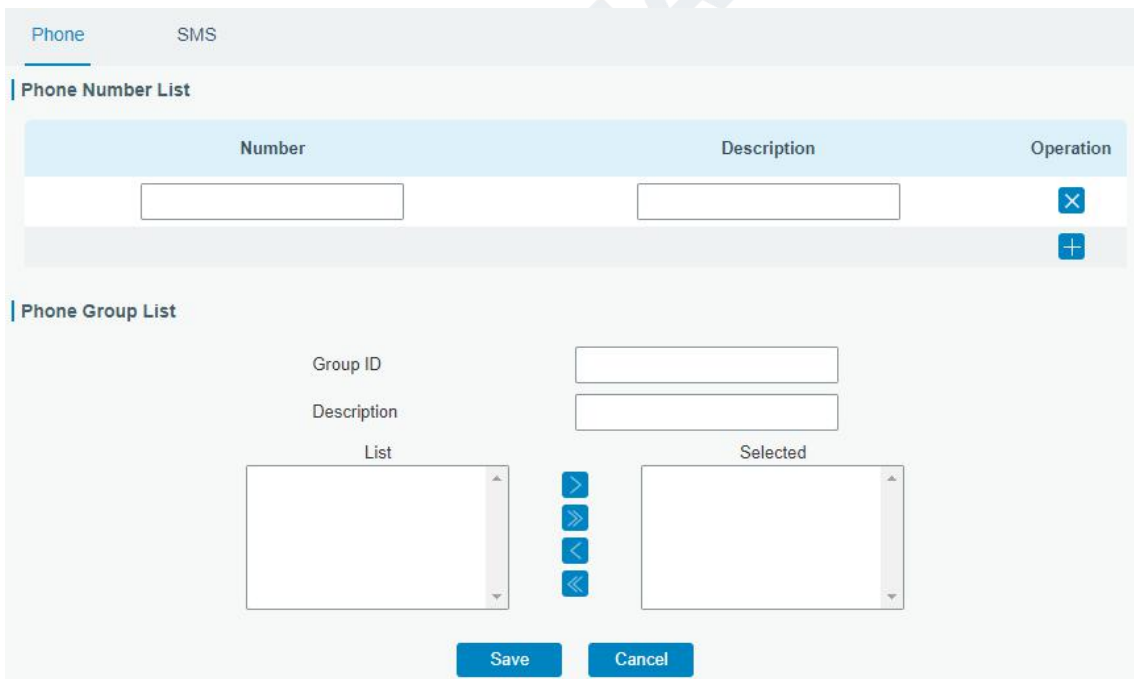 Phone SMS
Phone Number List
Number Description Operation
Phone Group List
Group ID
Description
List Selected
Save Cancel